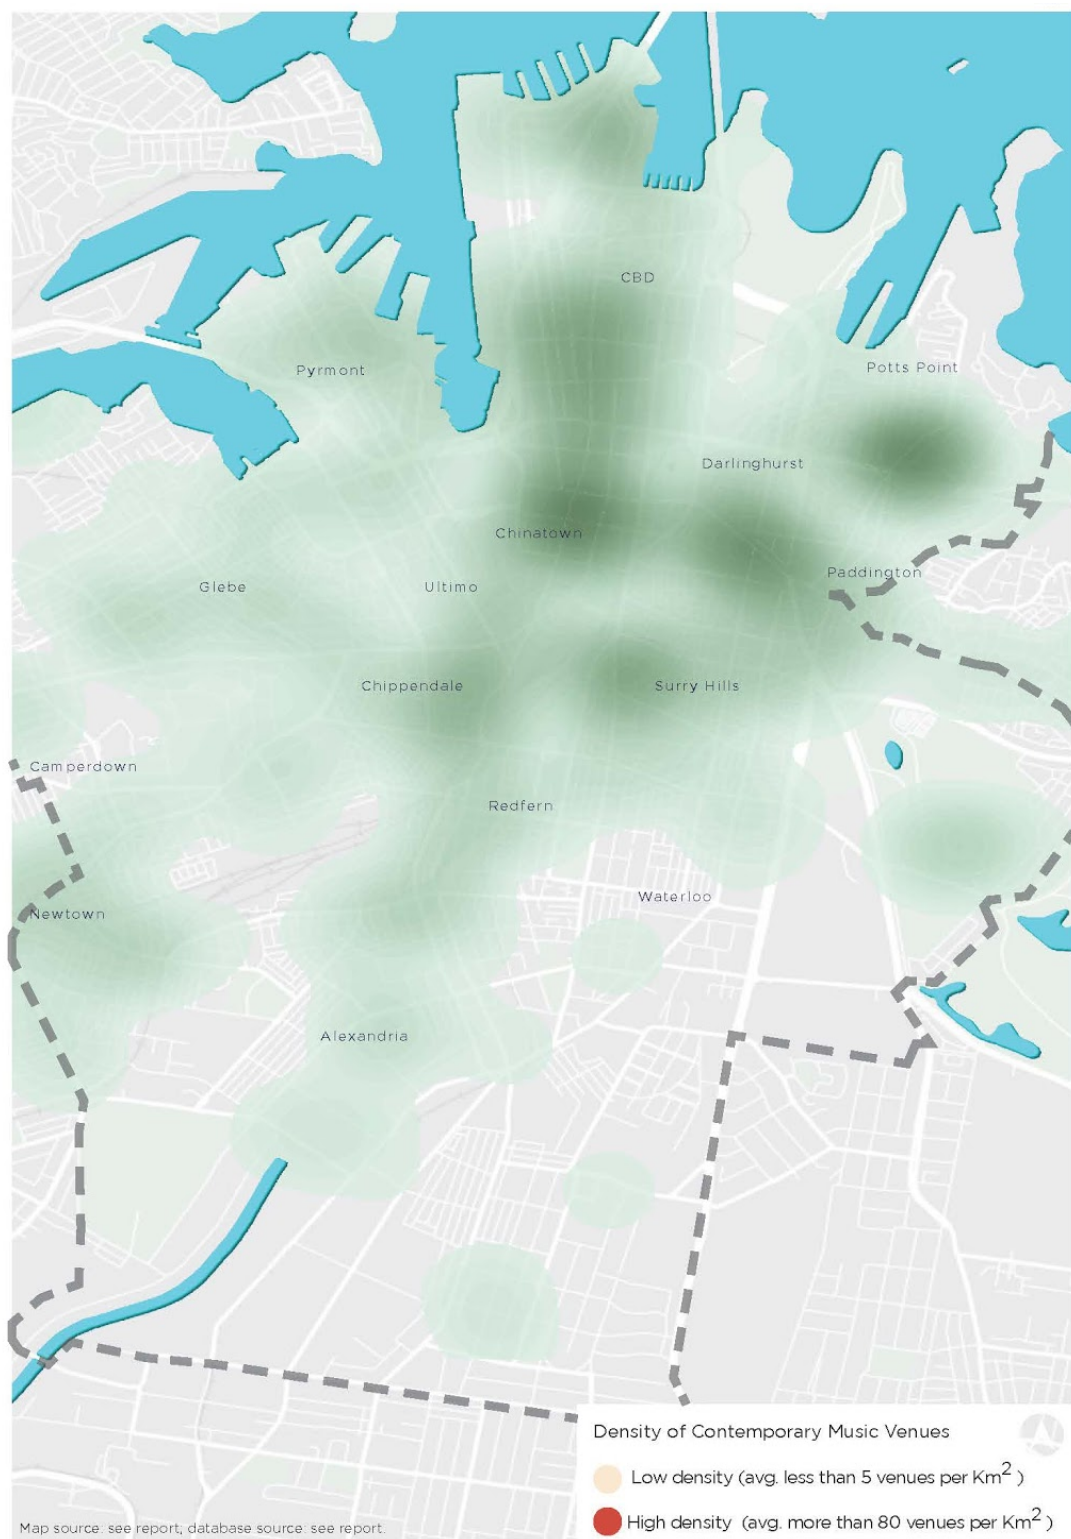 CBD
Pyrmont
Potts Point
Darlinghurst
Chinatown
Paddington
Glebe
Ultimo
Chippendale
Surry Hills
Camperdown
Redfern
Waterloo
Newtown
Alexandria
Density of Contemporary Music Venues
Low density (avg. less than 5 venues per Km²)
High density (avg. more than 80 venues per Km²)
Map source: see report, database source: see report.